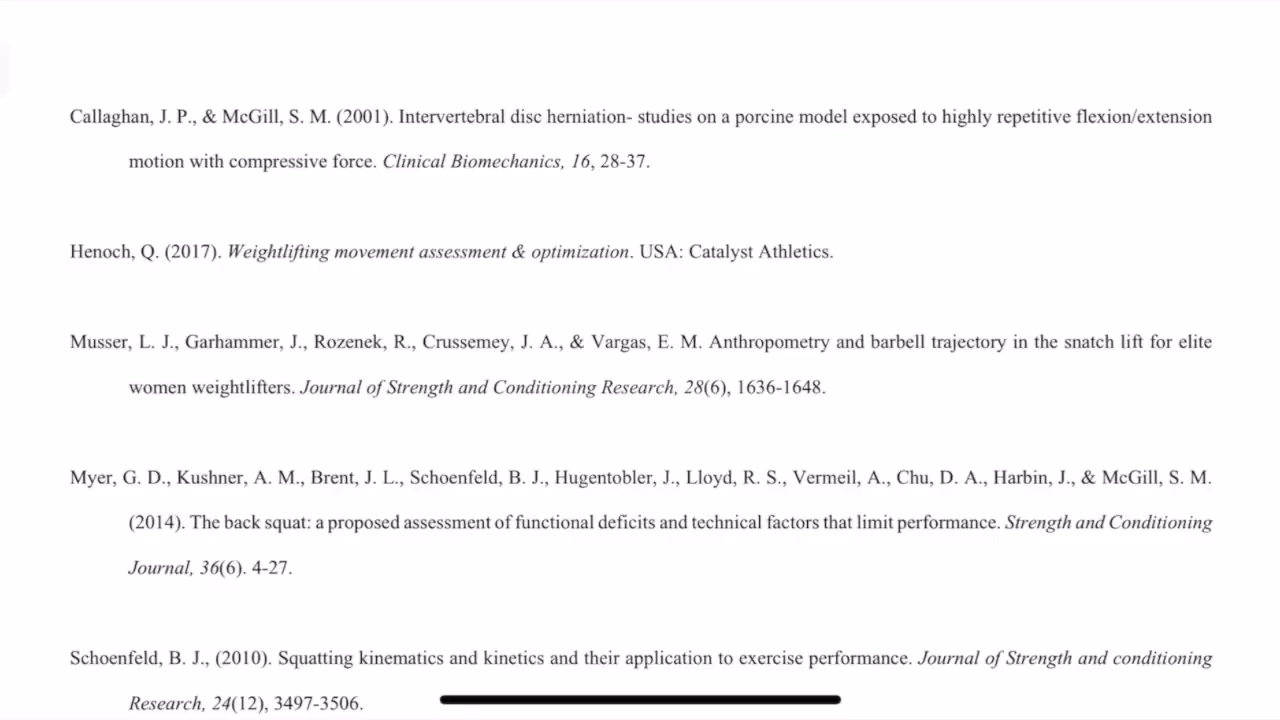 Callaghan, J. P., & McGill, S. M. (2001). Intervertebral disc herniation- studies on a porcine model exposed to highly repetitive flexion/extension
motion with compressive force. Clinical Biomechanics, 16, 28-37.
Henoch, Q. (2017). Weightlifting movement assessment & optimization. USA: Catalyst Athletics.
Musser, L. J., Garhammer, J., Rozenek, R., Crussemey, J. A., & Vargas, E. M. Anthropometry and barbell trajectory in the snatch lift for elite
women weightlifters. Journal of Strength and Conditioning Research, 28(6), 1636-1648.
Myer, G. D., Kushner, A. M., Brent, J. L., Schoenfeld, B. J., Hugentobler, J., Lloyd, R. S., Vermeil, A., Chu, D. A., Harbin, J., & McGill, S. M.
(2014). The back squat: a proposed assessment of functional deficits and technical factors that limit performance. Strength and Conditioning
Journal, 36(6). 4-27.
Schoenfeld, B. J., (2010). Squatting kinematics and kinetics and their application to exercise performance. Journal of Strength and conditioning
Research, 24(12), 3497-3506.